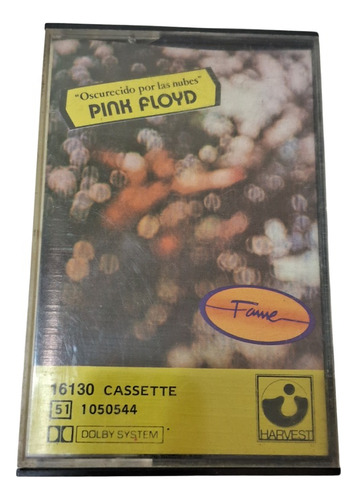 "Oscurecido por las nubes"
PINK FLOYD
Fame
16130 CASSETTE
51 1050544
DOLBY SYSTEM
HARVEST